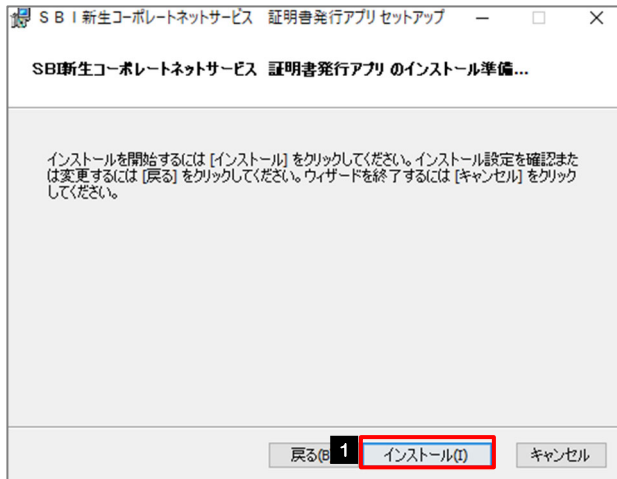 ＳＢＩ新生コーポレートネットサービス　証明書発行アプリ セットアップ
SBI新生コーポレートネットサービス　証明書発行アプリ のインストール準備...
インストールを開始するには [インストール] をクリックしてください。インストール設定を確認また
は変更するには [戻る] をクリックしてください。ウィザードを終了するには [キャンセル] をクリック
してください。
戻る(B 1 インストール(I) キャンセル